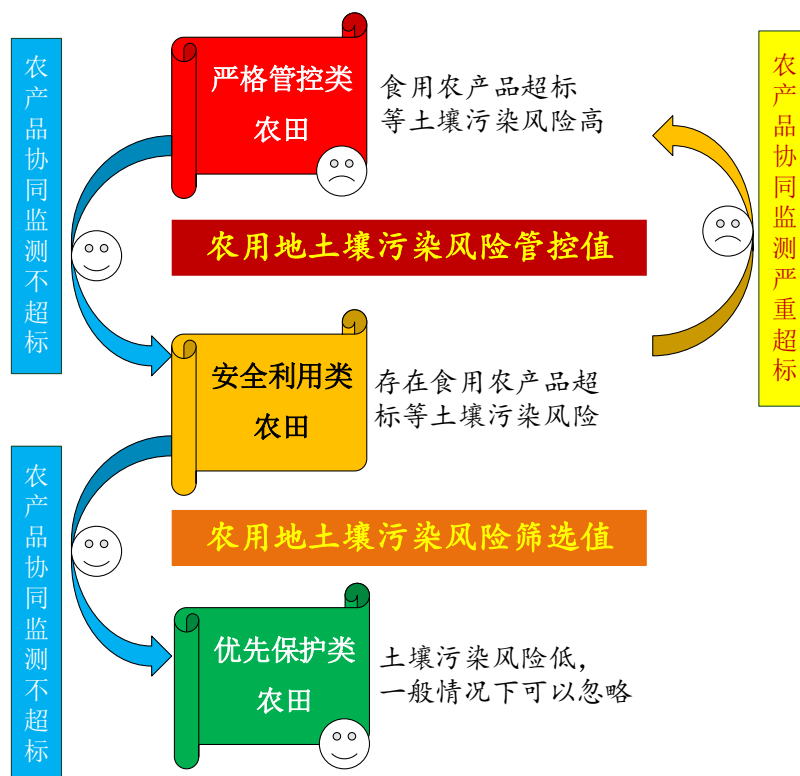 农产品协同监测不超标
严格管控类
农田
食用农产品超标
等土壤污染风险高
农产品协同监测严重超标
农用地土壤污染风险管控值
安全利用类
农田
存在食用农产品超
标等土壤污染风险
农产品协同监测不超标
农用地土壤污染风险筛选值
优先保护类
农田
土壤污染风险低，
一般情况下可以忽略